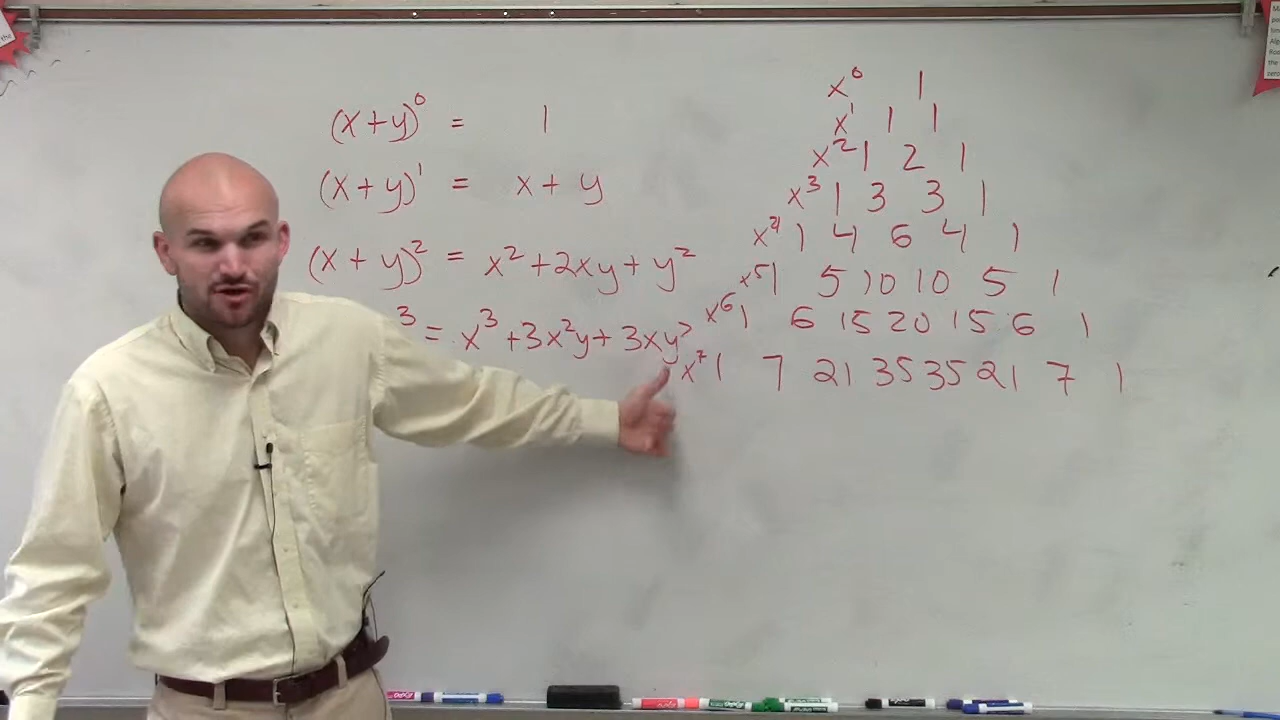 (x+y)⁰ = 1
(x+y)¹ = x + y
(x+y)² = x² + 2xy + y²
³ = x³ + 3x²y + 3xy²
x⁰ 1
x¹ 1 1
x² 1 2 1
x³ 1 3 3 1
x⁴ 1 4 6 4 1
x⁵ 1 5 10 10 5 1
x⁶ 1 6 15 20 15 6 1
x⁷ 1 7 21 35 35 21 7 1